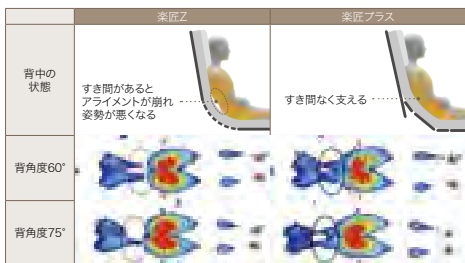 楽匠Z
楽匠プラス
背中の
状態
すき間があると
アライメントが崩れ
姿勢が悪くなる
すき間なく支える
背角度60°
背角度75°